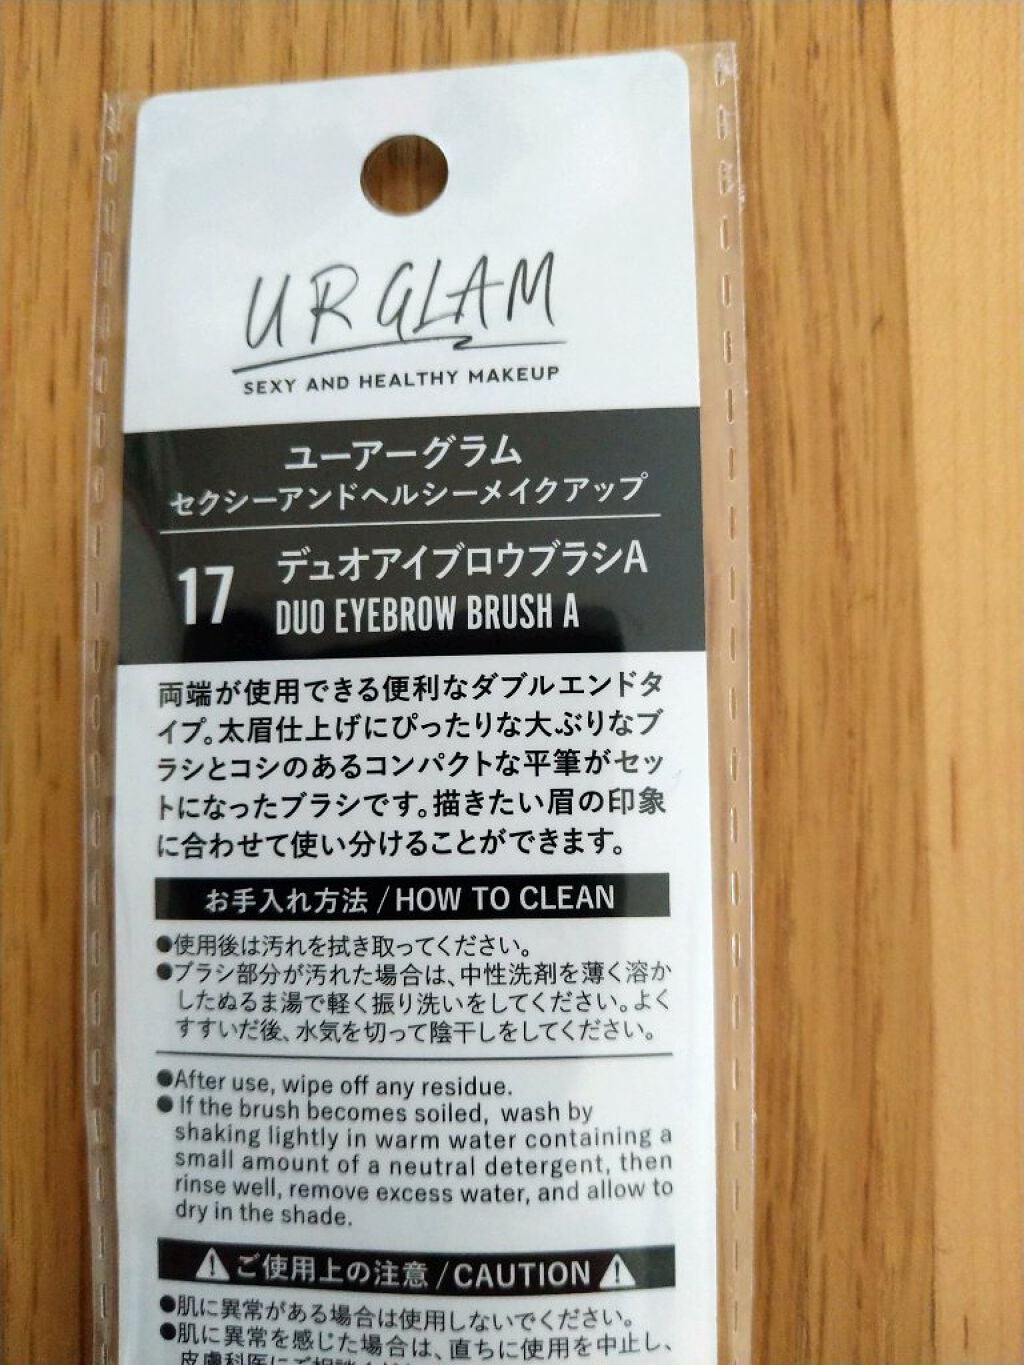 UR GLAM
SEXY AND HEALTHY MAKEUP
ユーアーグラム
セクシーアンドヘルシーメイクアップ
17
デュオアイブロウブラシA
DUO EYEBROW BRUSH A
両端が使用できる便利なダブルエンドタ
イプ。太眉仕上げにぴったりな大ぶりなブ
ラシとコシのあるコンパクトな平筆がセッ
トになったブラシです。描きたい眉の印象
に合わせて使い分けることができます。
お手入れ方法 / HOW TO CLEAN
●使用後は汚れを拭き取ってください。
●ブラシ部分が汚れた場合は、中性洗剤を薄く溶か
したぬるま湯で軽く振り洗いをしてください。よく
すすいだ後、水気を切って陰干しをしてください。
●After use, wipe off any residue.
●If the brush becomes soiled, wash by
shaking lightly in warm water containing a
small amount of a neutral detergent, then
rinse well, remove excess water, and allow to
dry in the shade.
⚠ご使用上の注意 / CAUTION⚠
●肌に異常がある場合は使用しないでください。
●肌に異常を感じた場合は、直ちに使用を中止し、
皮膚科医にご相談くだ